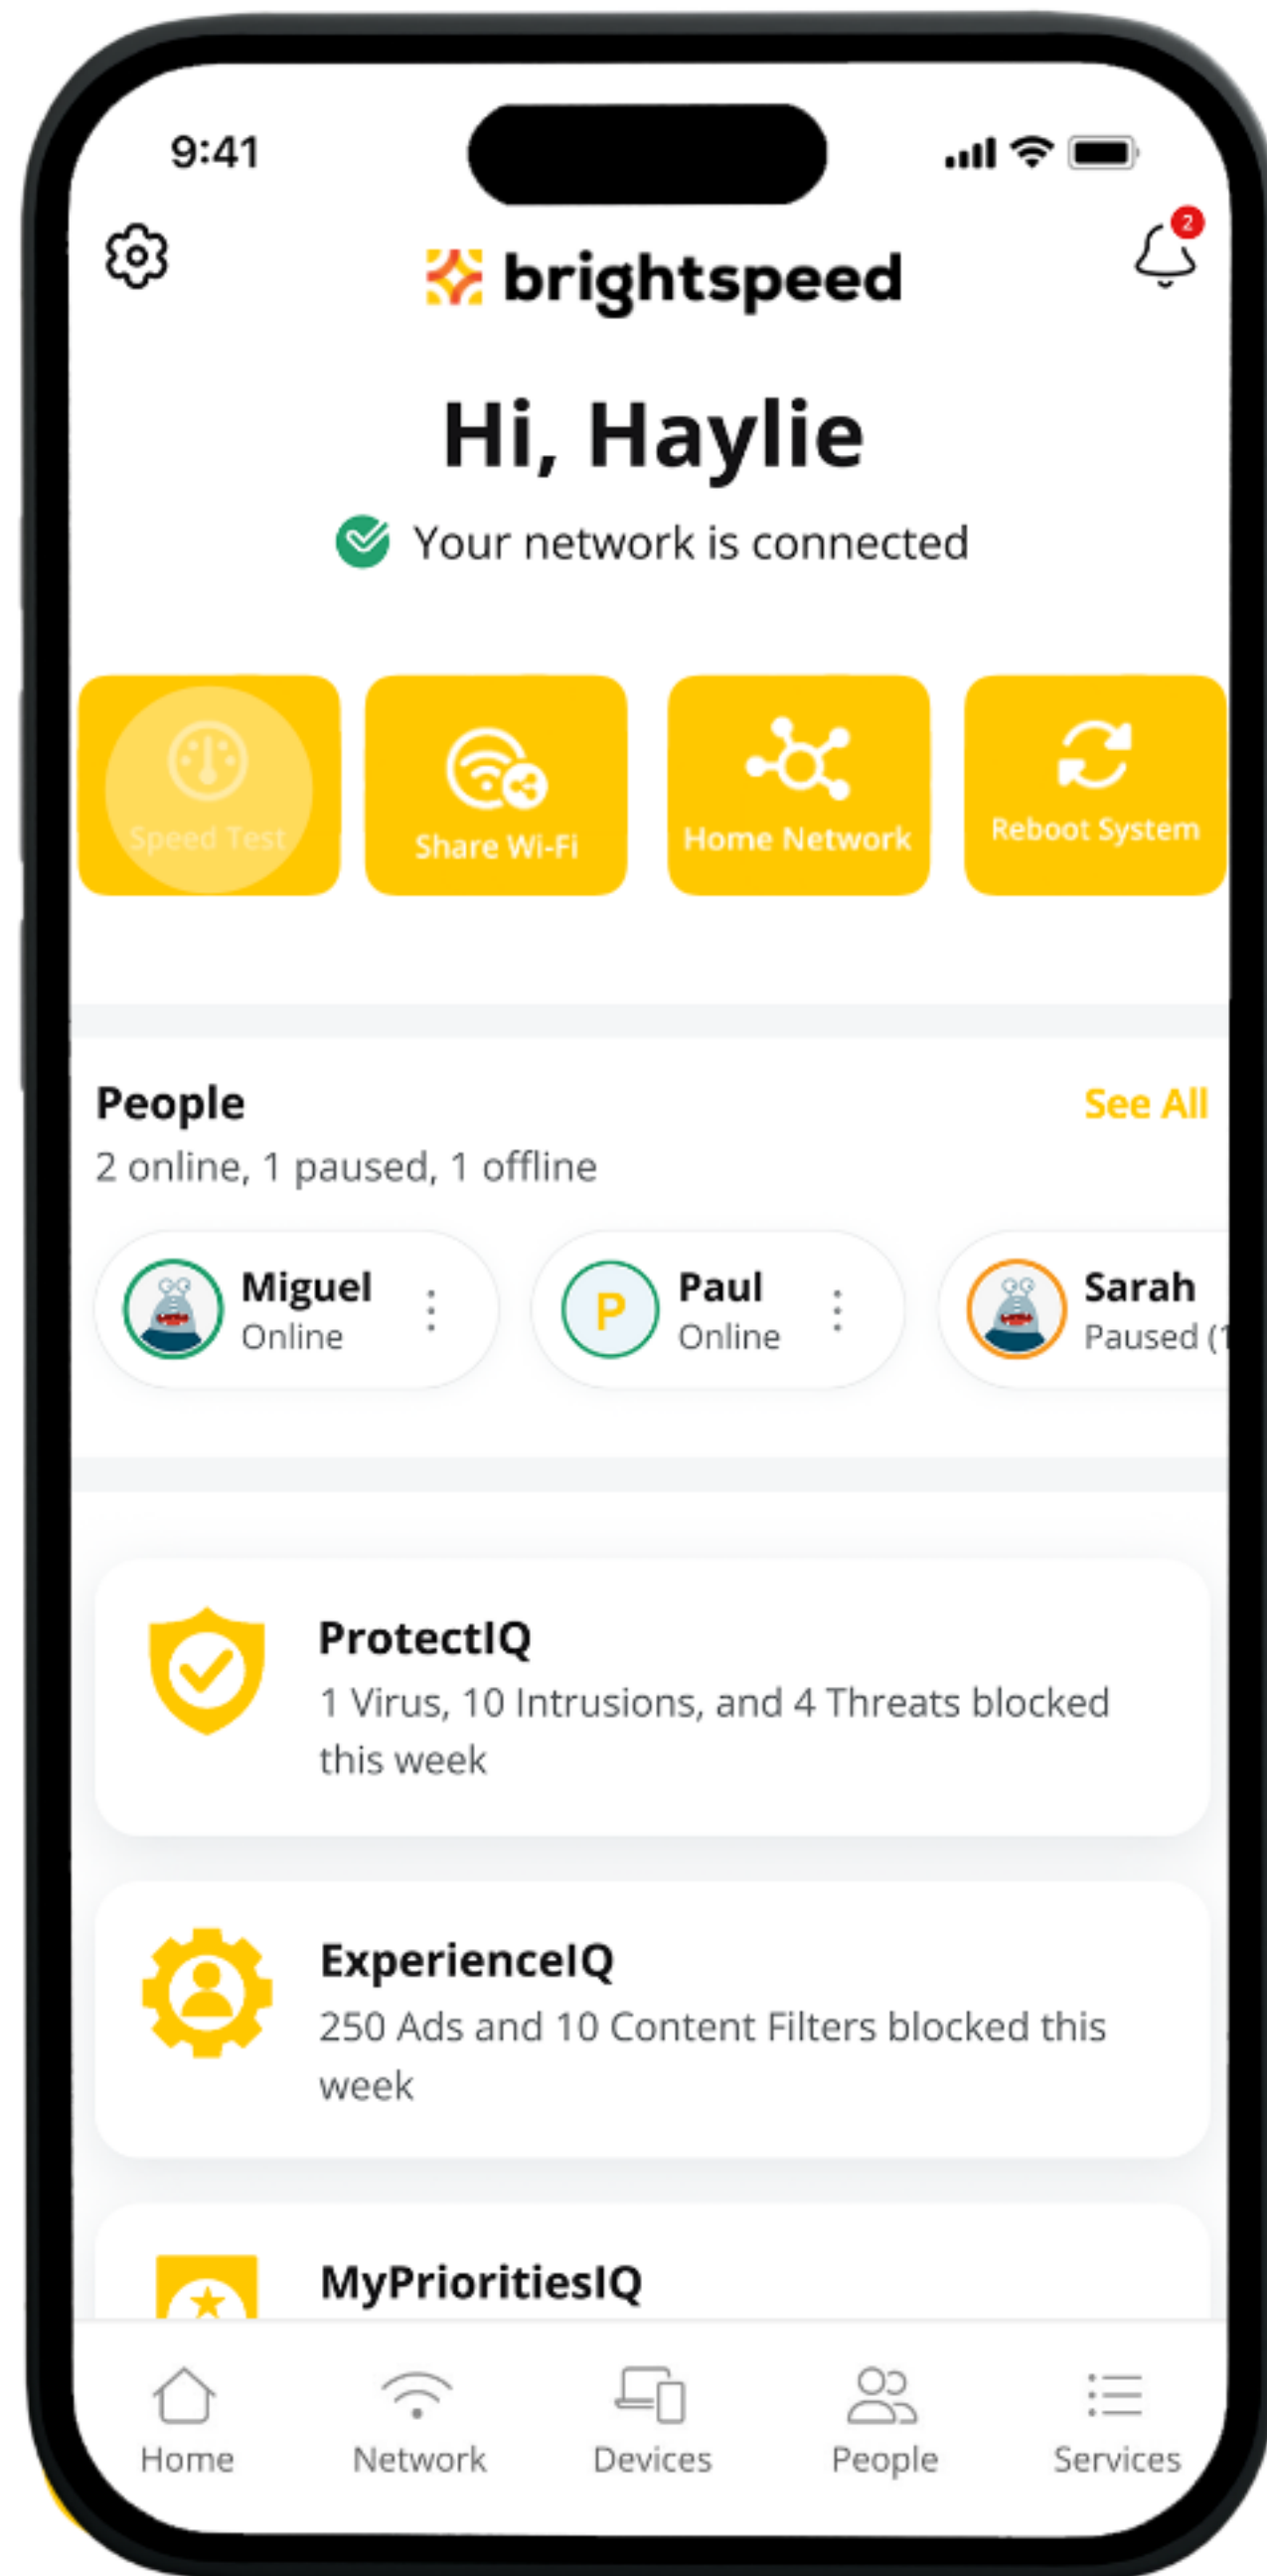 9:41
2
brightspeed
Hi, Haylie
Your network is connected
Speed Test
Share Wi-Fi
Home Network
Reboot System
People
See All
2 online, 1 paused, 1 offline
Miguel
Online
P
Paul
Online
Sarah
Paused (1
ProtectIQ
1 Virus, 10 Intrusions, and 4 Threats blocked
this week
ExperienceIQ
250 Ads and 10 Content Filters blocked this
week
MyPrioritiesIQ
Home
Network
Devices
People
Services